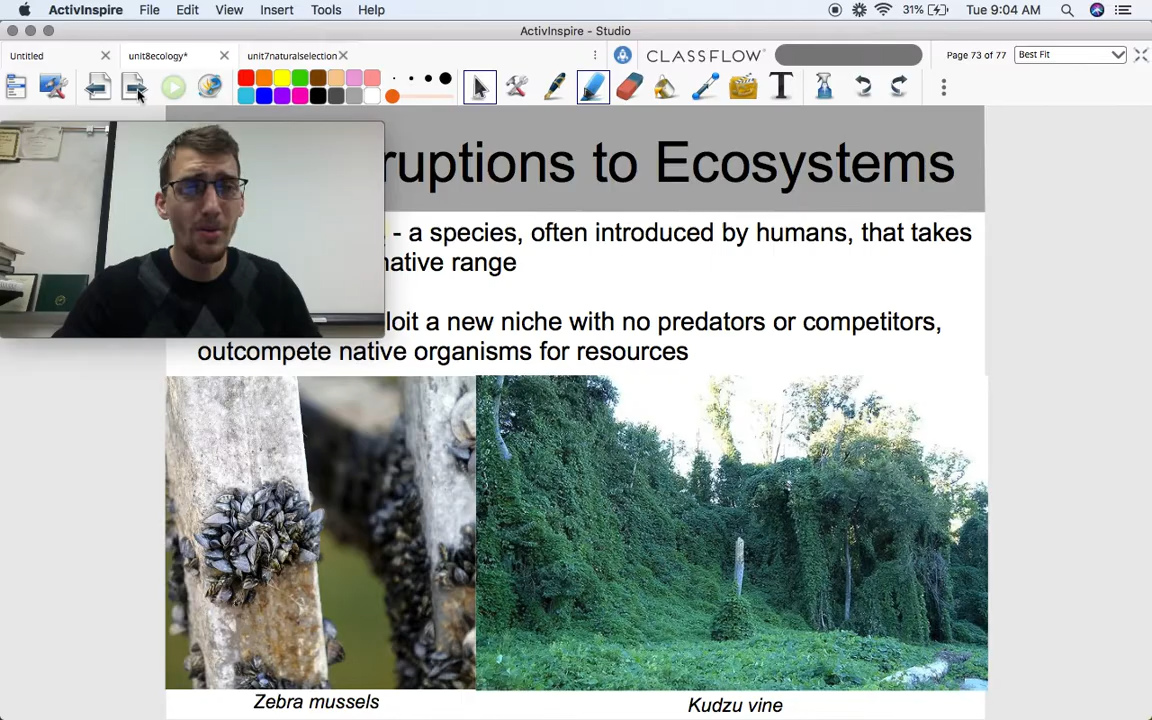 ActivInspire File Edit View Insert Tools Help 31% Tue 9:04 AM
ActivInspire - Studio
Untitled unit8ecology* unit7naturalselection CLASSFLOW Page 73 of 77 Best Fit
T
ruptions to Ecosystems
- a species, often introduced by humans, that takes
native range
loit a new niche with no predators or competitors,
outcompete native organisms for resources
Zebra mussels
Kudzu vine